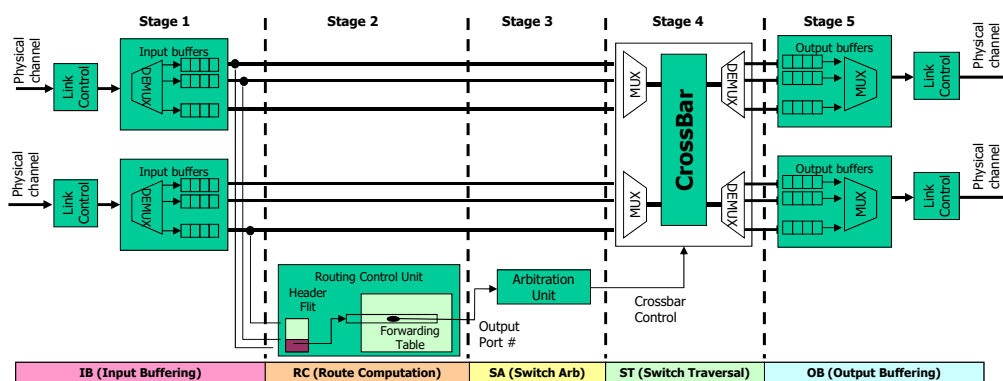 Stage 1
Stage 2
Stage 3
Stage 4
Stage 5
Physical
channel
Link
Control
Input buffers
DEMUX
MUX
CrossBar
DEMUX
Output buffers
MUX
Link
Control
Physical
channel
Physical
channel
Link
Control
Input buffers
DEMUX
MUX
DEMUX
Output buffers
MUX
Link
Control
Physical
channel
Routing Control Unit
Header
Flit
Forwarding
Table
Output
Port #
Arbitration
Unit
Crossbar
Control
IB (Input Buffering)
RC (Route Computation)
SA (Switch Arb)
ST (Switch Traversal)
OB (Output Buffering)